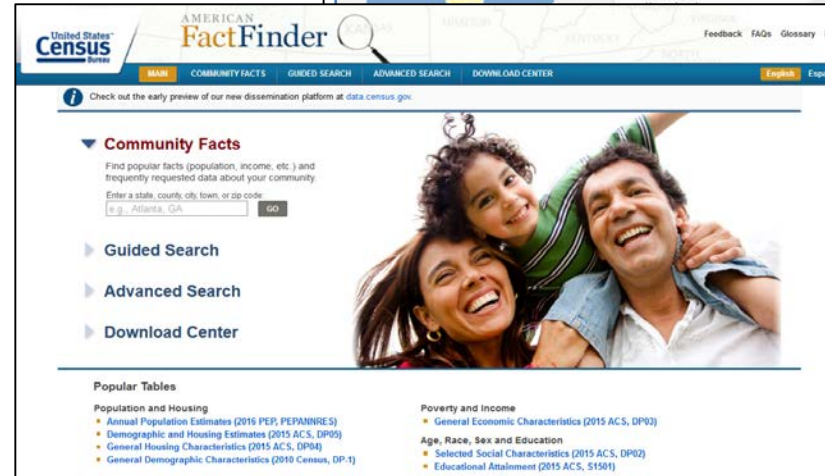 United States™
Census
Bureau
AMERICAN
FactFinder
KENTUCKY
Feedback FAQs Glossary
MAIN COMMUNITY FACTS GUIDED SEARCH ADVANCED SEARCH DOWNLOAD CENTER English
Check out the early preview of our new dissemination platform at data.census.gov.
Community Facts
Find popular facts (population, income, etc.) and
frequently requested data about your community.
Enter a state, county, city, town, or zip code:
e.g., Atlanta, GA GO
Guided Search
Advanced Search
Download Center
Popular Tables
Population and Housing
Annual Population Estimates (2016 PEP, PEPANNRES)
Demographic and Housing Estimates (2015 ACS, DP05)
General Housing Characteristics (2015 ACS, DP04)
General Demographic Characteristics (2010 Census, DP-1)
Poverty and Income
General Economic Characteristics (2015 ACS, DP03)
Age, Race, Sex and Education
Selected Social Characteristics (2015 ACS, DP02)
Educational Attainment (2015 ACS, S1501)